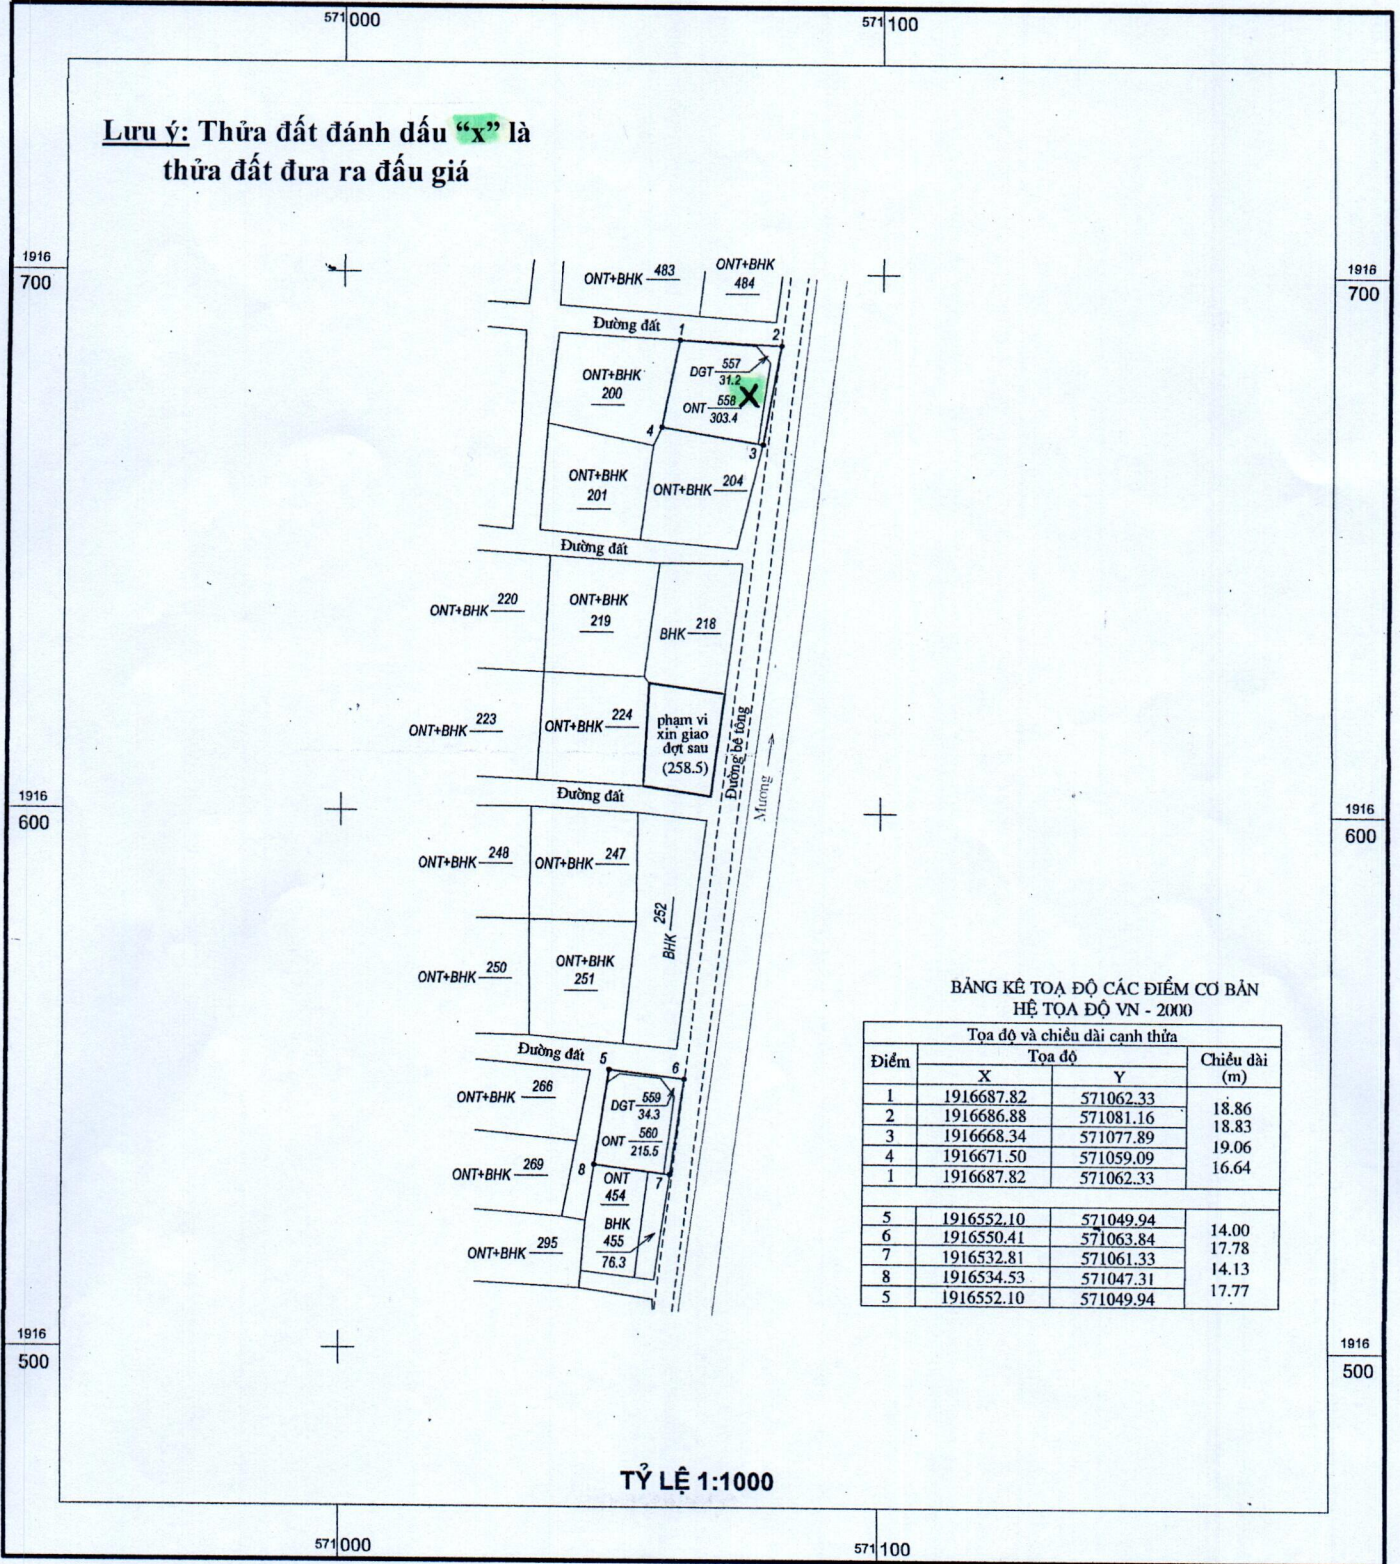 571000
571100
Lưu ý: Thửa đất đánh dấu “x” là
thửa đất đưa ra đấu giá
1916
700
1916
700
ONT+BHK 483
ONT+BHK
484
Đường đất
1
2
ONT+BHK
200
DGT 557
31.2
X
ONT 558
303.4
4
3
ONT+BHK
201
ONT+BHK 204
Đường đất
ONT+BHK 220
ONT+BHK
219
BHK 218
ONT+BHK 223
ONT+BHK 224
phạm vi
xin giao
đợt sau
(258.5)
Đường bê tông
Mương
Đường đất
1916
600
1916
600
ONT+BHK 248
ONT+BHK 247
BHK 252
ONT+BHK 250
ONT+BHK
251
Đường đất
5
6
ONT+BHK 266
DGT 559
34.3
ONT 560
215.5
8
7
ONT+BHK 269
ONT
454
BHK
455
76.3
ONT+BHK 295
BẢNG KÊ TOẠ ĐỘ CÁC ĐIỂM CƠ BẢN
HỆ TỌA ĐỘ VN - 2000
Tọa độ và chiều dài cạnh thửa
Điểm Tọa độ Chiều dài
(m)
X Y
1 1916687.82 571062.33
18.86
2 1916686.88 571081.16
18.83
3 1916668.34 571077.89
19.06
4 1916671.50 571059.09
16.64
1 1916687.82 571062.33
5 1916552.10 571049.94
14.00
6 1916550.41 571063.84
17.78
7 1916532.81 571061.33
14.13
8 1916534.53 571047.31
17.77
5 1916552.10 571049.94
1916
500
1916
500
TỶ LỆ 1:1000
571000
571100